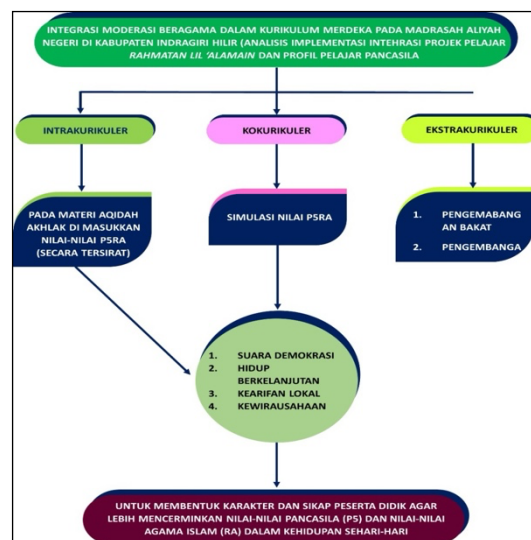 INTEGRASI MODERASI BERAGAMA DALAM KURIKULUM MERDEKA PADA MADRASAH ALIYAH
NEGERI DI KABUPATEN INDRAGIRI HILIR (ANALISIS IMPLEMENTASI INTEHRASI PROJEK PELAJAR
RAHMATAN LIL 'ALAMAIN DAN PROFIL PELAJAR PANCASILA
INTRAKURIKULER
KOKURIKULER
EKSTRAKURIKULER
PADA MATERI AQIDAH
AKHLAK DI MASUKKAN
NILAI-NILAI P5RA
(SECARA TERSIRAT)
SIMULASI NILAI P5RA
1. PENGEMABANG
AN BAKAT
2. PENGEMBANGA
1. SUARA DEMOKRASI
2. HIDUP
BERKELANJUTAN
3. KEARIFAN LOKAL
4. KEWIRAUSAHAAN
UNTUK MEMBENTUK KARAKTER DAN SIKAP PESERTA DIDIK AGAR
LEBIH MENCERMINKAN NILAI-NILAI PANCASILA (P5) DAN NILAI-NILAI
AGAMA ISLAM (RA) DALAM KEHIDUPAN SEHARI-HARI